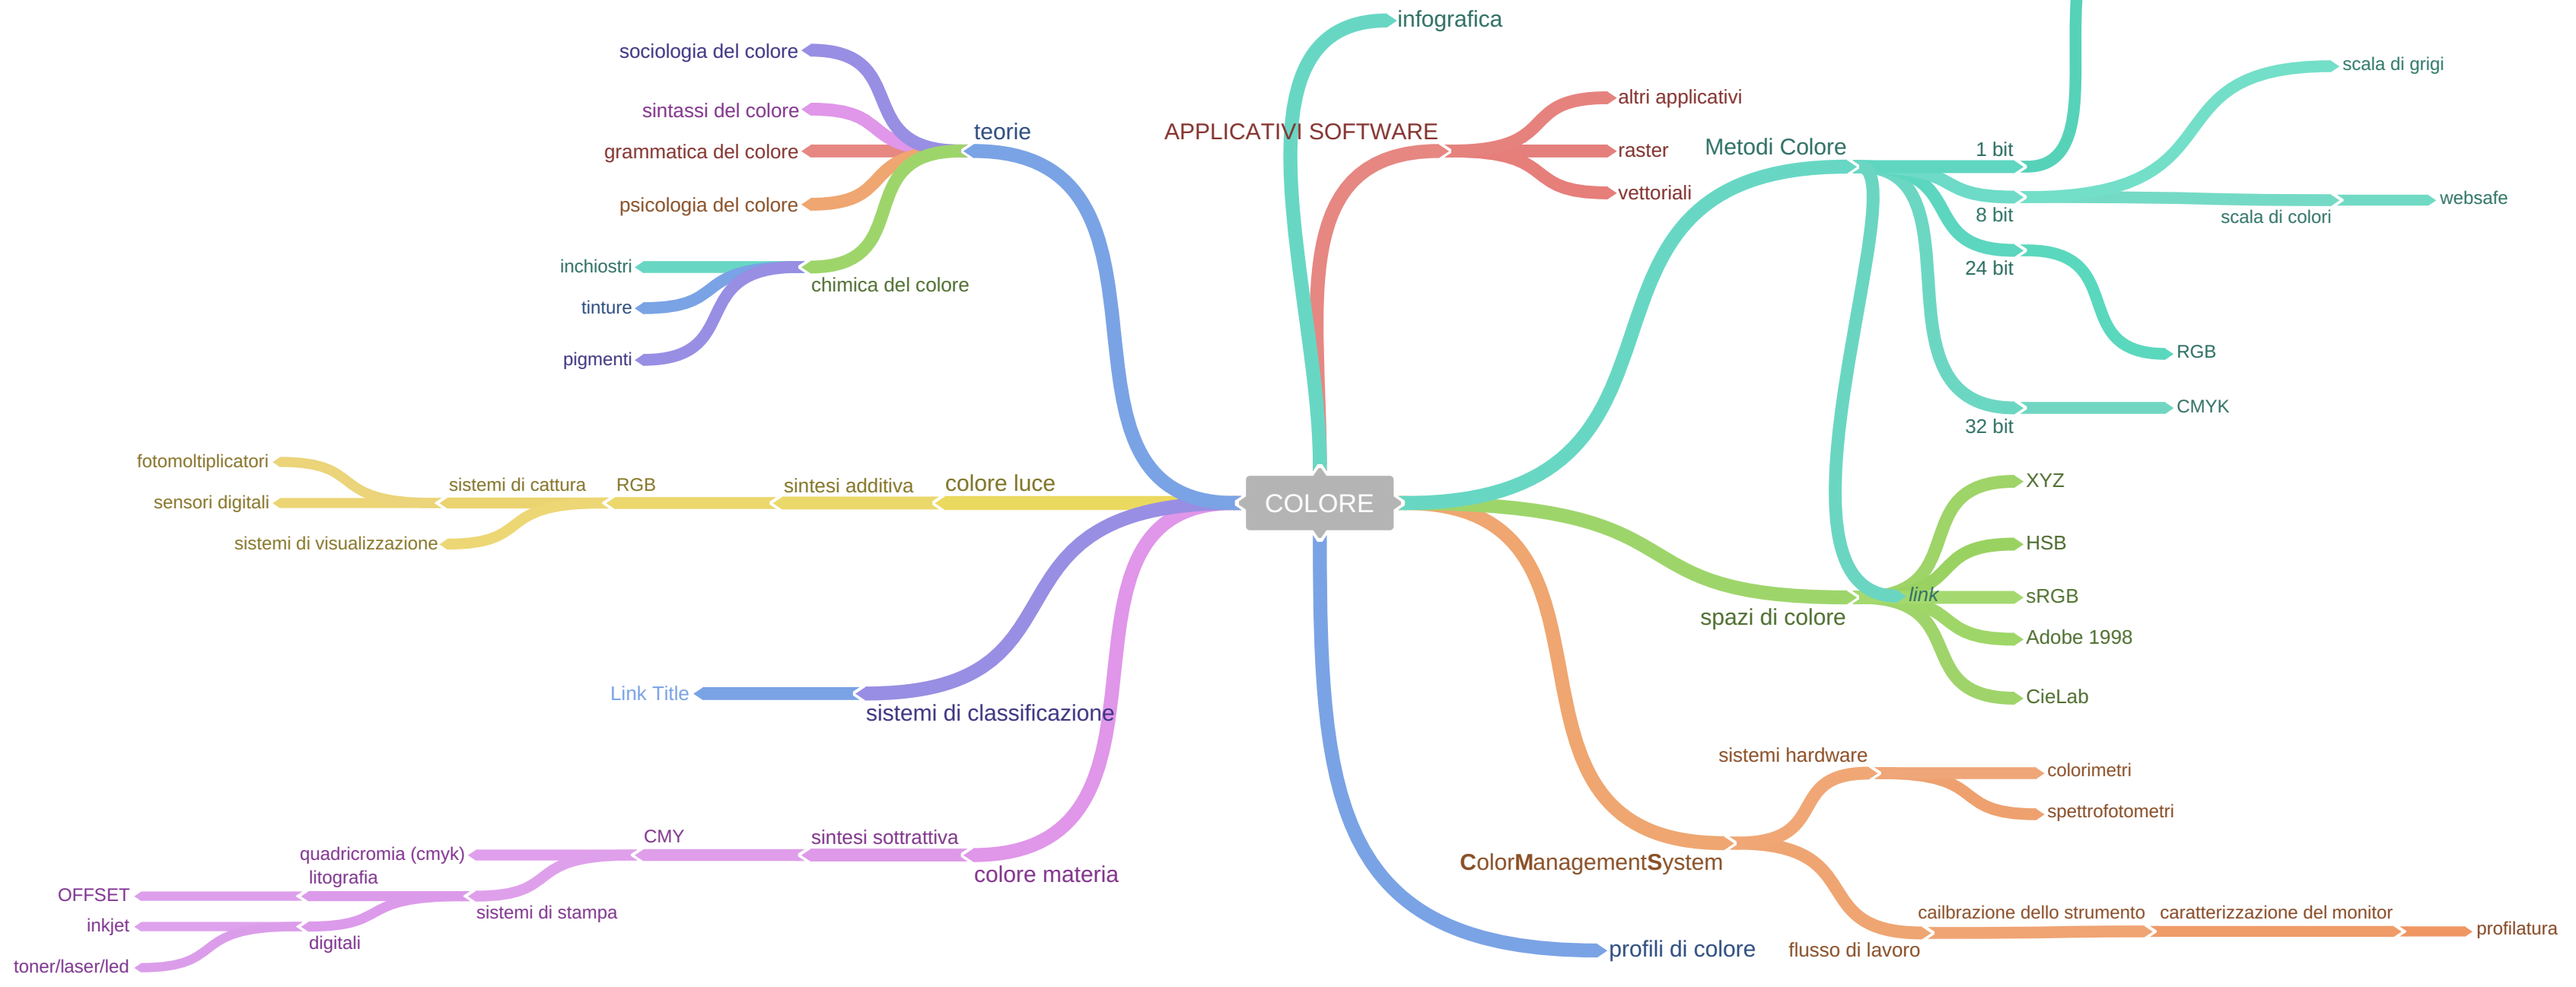 infografica
sociologia del colore
sintassi del colore
grammatica del colore
psicologia del colore
teorie
inchiostri
tinture
pigmenti
chimica del colore
APPLICATIVI SOFTWARE
altri applicativi
raster
vettoriali
Metodi Colore
1 bit
8 bit
24 bit
32 bit
scala di grigi
scala di colori
websafe
RGB
CMYK
fotomoltiplicatori
sensori digitali
sistemi di visualizzazione
sistemi di cattura
RGB
sintesi additiva
colore luce
COLORE
XYZ
HSB
link
sRGB
Adobe 1998
CieLab
spazi di colore
Link Title
sistemi di classificazione
sistemi hardware
colorimetri
spettrofotometri
ColorManagementSystem
cailbrazione dello strumento
caratterizzazione del monitor
profilatura
flusso di lavoro
profili di colore
CMY
sintesi sottrattiva
colore materia
quadricromia (cmyk)
litografia
OFFSET
inkjet
toner/laser/led
digitali
sistemi di stampa